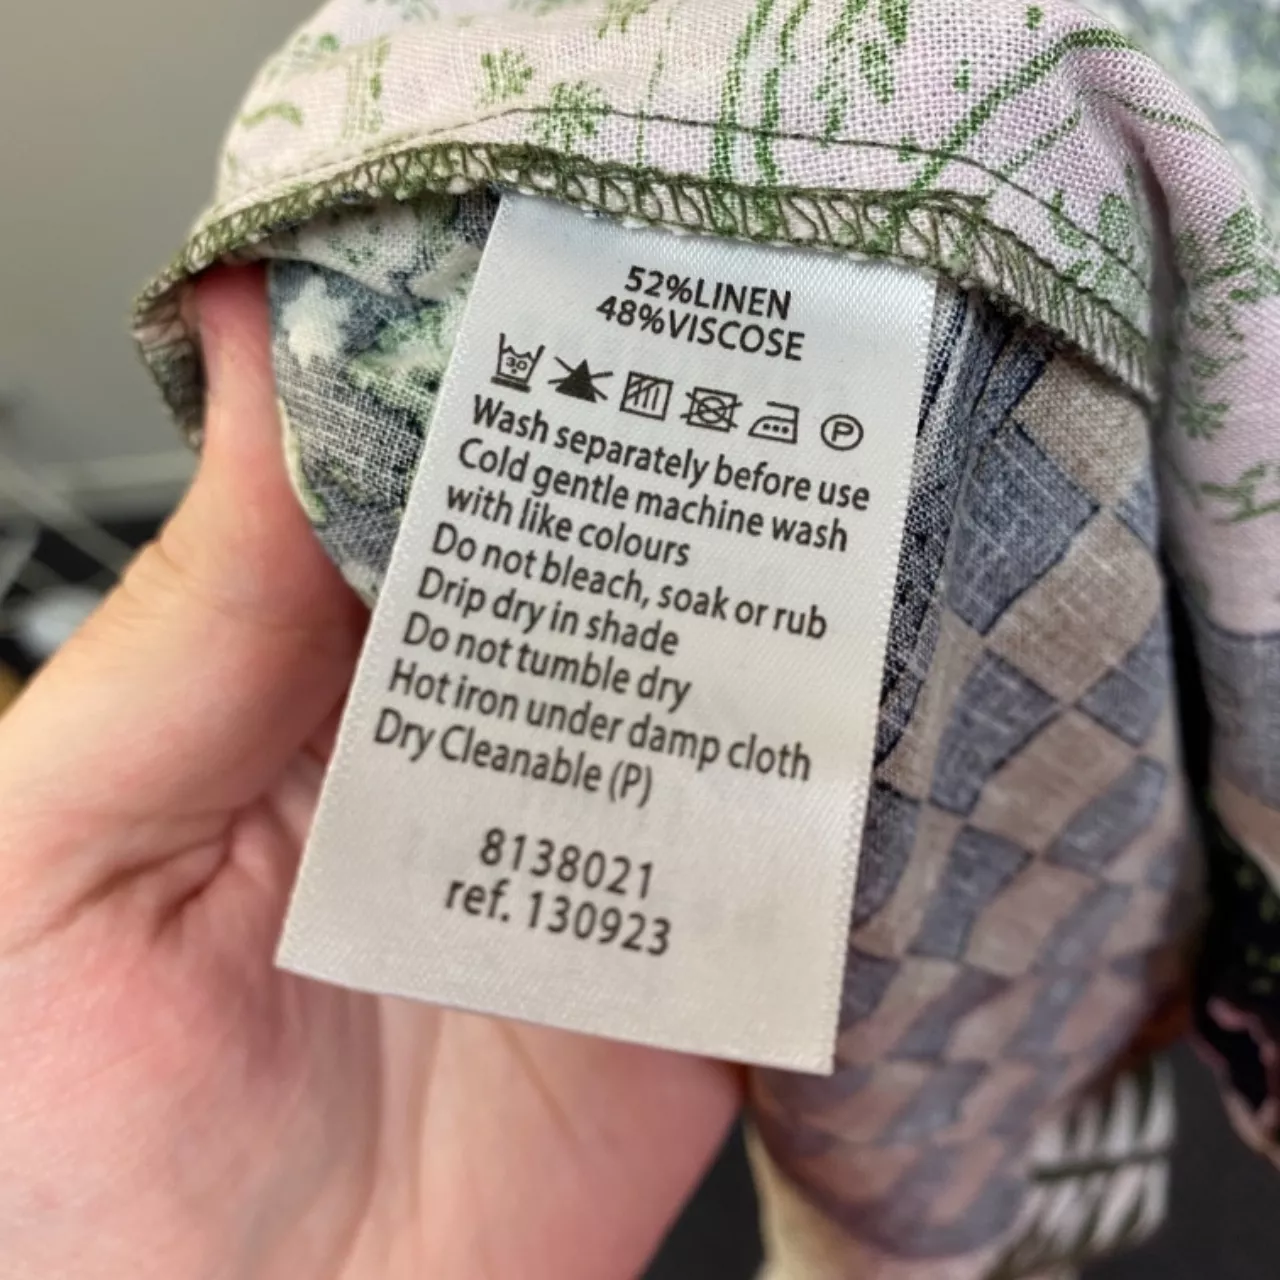 52%LINEN
48%VISCOSE
30 P
Wash separately before use
Cold gentle machine wash
with like colours
Do not bleach, soak or rub
Drip dry in shade
Do not tumble dry
Hot iron under damp cloth
Dry Cleanable (P)
8138021
ref. 130923